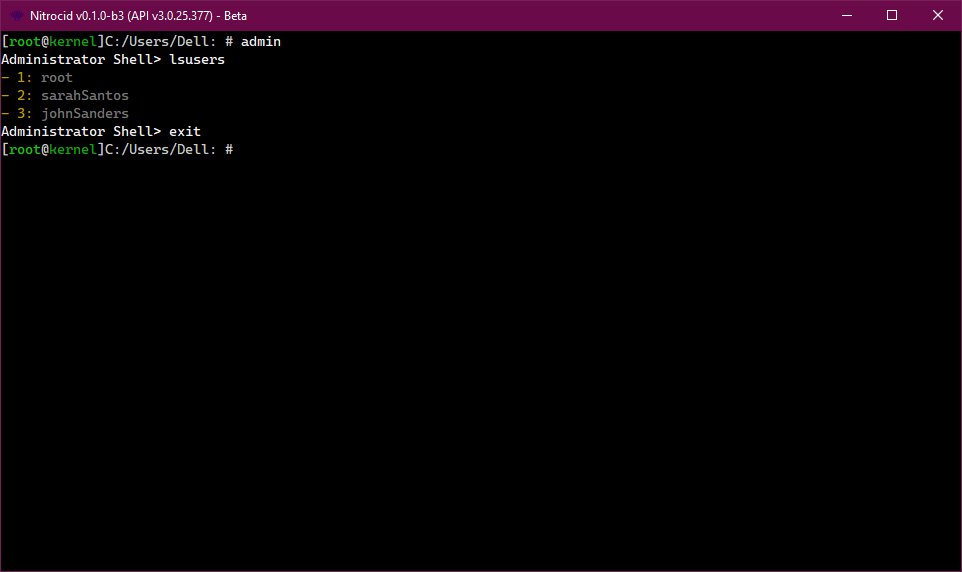 Nitrocid v0.1.0-b3 (API v3.0.25.377) - Beta
[root@kernel]C:/Users/Dell: # admin
Administrator Shell> lsusers
- 1: root
- 2: sarahSantos
- 3: johnSanders
Administrator Shell> exit
[root@kernel]C:/Users/Dell: #